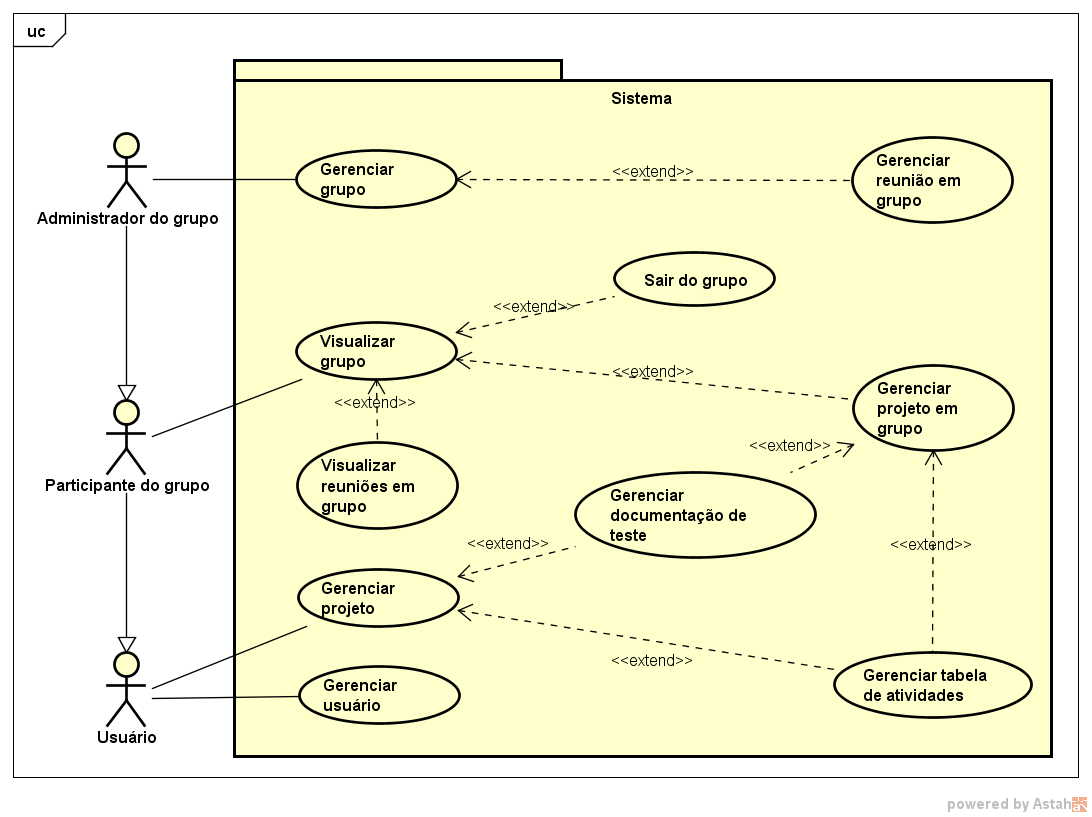 uc
Sistema
Administrador do grupo
Gerenciar
grupo
<<extend>>
Gerenciar
reunião em
grupo
Sair do grupo
<<extend>>
Visualizar
grupo
<<extend>>
<<extend>>
Gerenciar
projeto em
grupo
Participante do grupo
Visualizar
reuniões em
grupo
<<extend>>
Gerenciar
documentação de
teste
<<extend>>
<<extend>>
Gerenciar
projeto
<<extend>>
Gerenciar tabela
de atividades
Gerenciar
usuário
Usuário
powered by Astah